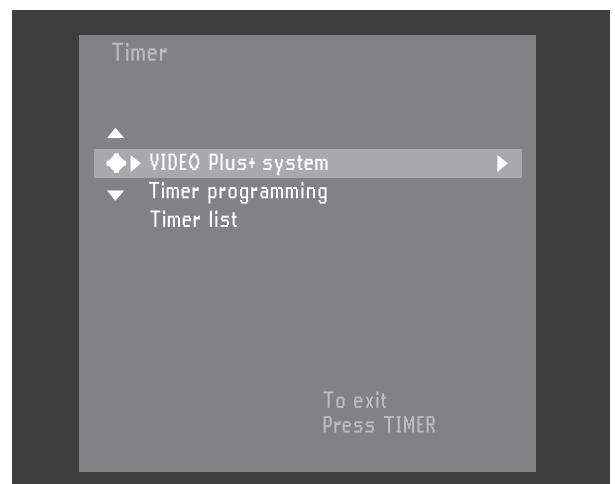 Timer
VIDEO Plus+ system
Timer programming
Timer list
To exit
Press TIMER